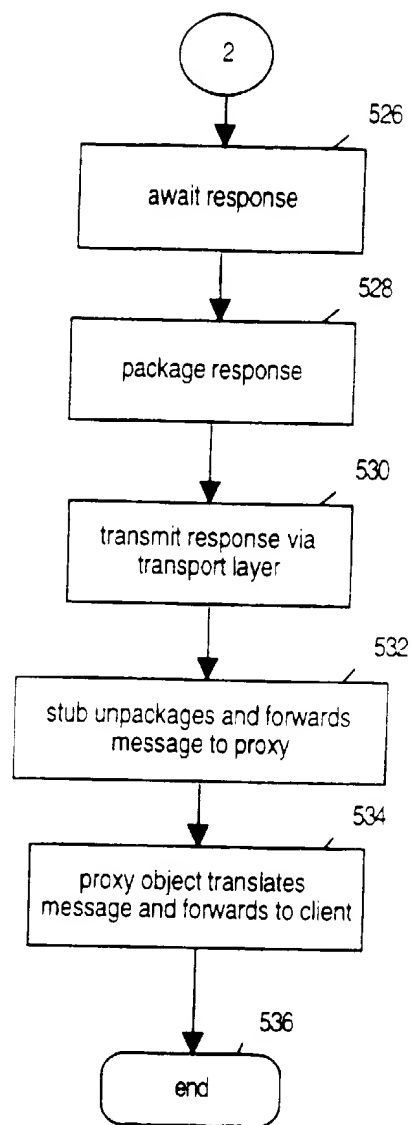 2
526
await response
528
package response
530
transmit response via
transport layer
532
stub unpackages and forwards
message to proxy
534
proxy object translates
message and forwards to client
536
end